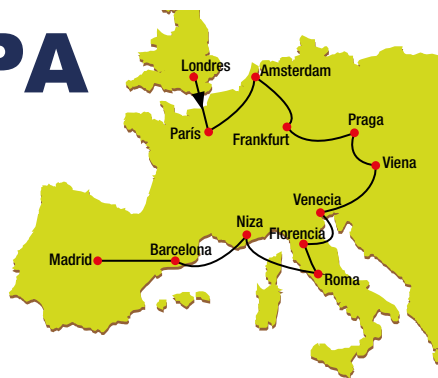 PA
Londres
Amsterdam
París
Frankfurt
Praga
Viena
Venecia
Niza
Florencia
Madrid
Barcelona
Roma